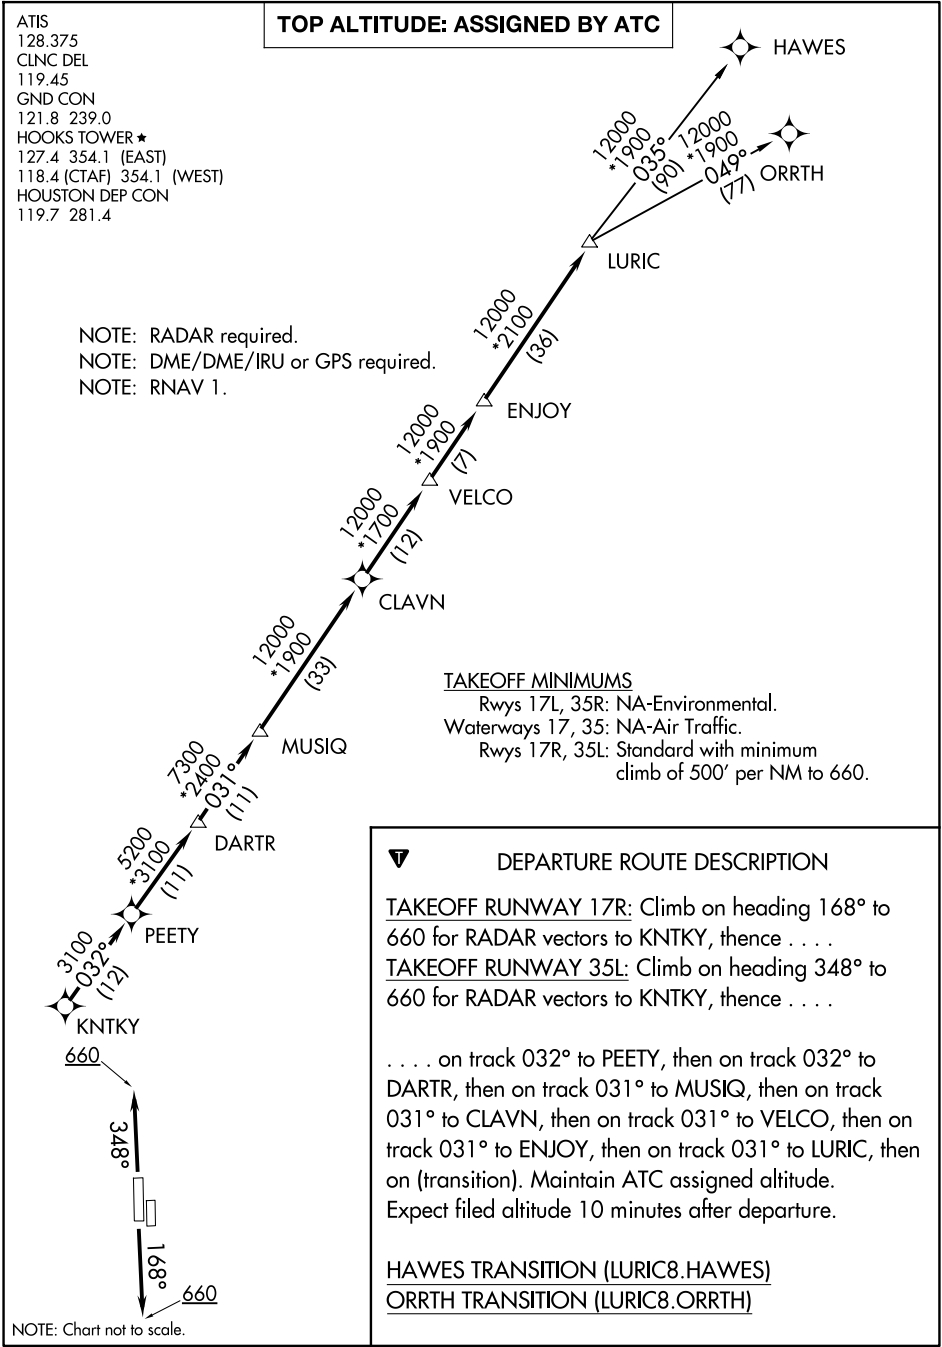 TOP ALTITUDE: ASSIGNED BY ATC
ATIS
128.375
CLNC DEL
119.45
GND CON
121.8 239.0
HOOKS TOWER ★
127.4 354.1 (EAST)
118.4 (CTAF) 354.1 (WEST)
HOUSTON DEP CON
119.7 281.4
HAWES
12000
*1900
035°
(90)
12000
*1900
049°
(77)
ORRTH
LURIC
12000
*2100
(36)
NOTE: RADAR required.
NOTE: DME/DME/IRU or GPS required.
NOTE: RNAV 1.
ENJOY
12000
*1900
(7)
VELCO
12000
*1700
(12)
CLAVN
12000
*1900
(33)
TAKEOFF MINIMUMS
Rwys 17L, 35R: NA-Environmental.
Waterways 17, 35: NA-Air Traffic.
Rwys 17R, 35L: Standard with minimum
climb of 500' per NM to 660.
MUSIQ
7300
*2400
031°
(11)
DARTR
5200
*3100
(11)
PEETY
3100
032°
(12)
KNTKY
660
348°
168°
660
NOTE: Chart not to scale.
T
DEPARTURE ROUTE DESCRIPTION
TAKEOFF RUNWAY 17R: Climb on heading 168° to
660 for RADAR vectors to KNTKY, thence . . . .
TAKEOFF RUNWAY 35L: Climb on heading 348° to
660 for RADAR vectors to KNTKY, thence . . . .
. . . . on track 032° to PEETY, then on track 032° to
DARTR, then on track 031° to MUSIQ, then on track
031° to CLAVN, then on track 031° to VELCO, then on
track 031° to ENJOY, then on track 031° to LURIC, then
on (transition). Maintain ATC assigned altitude.
Expect filed altitude 10 minutes after departure.
HAWES TRANSITION (LURIC8.HAWES)
ORRTH TRANSITION (LURIC8.ORRTH)